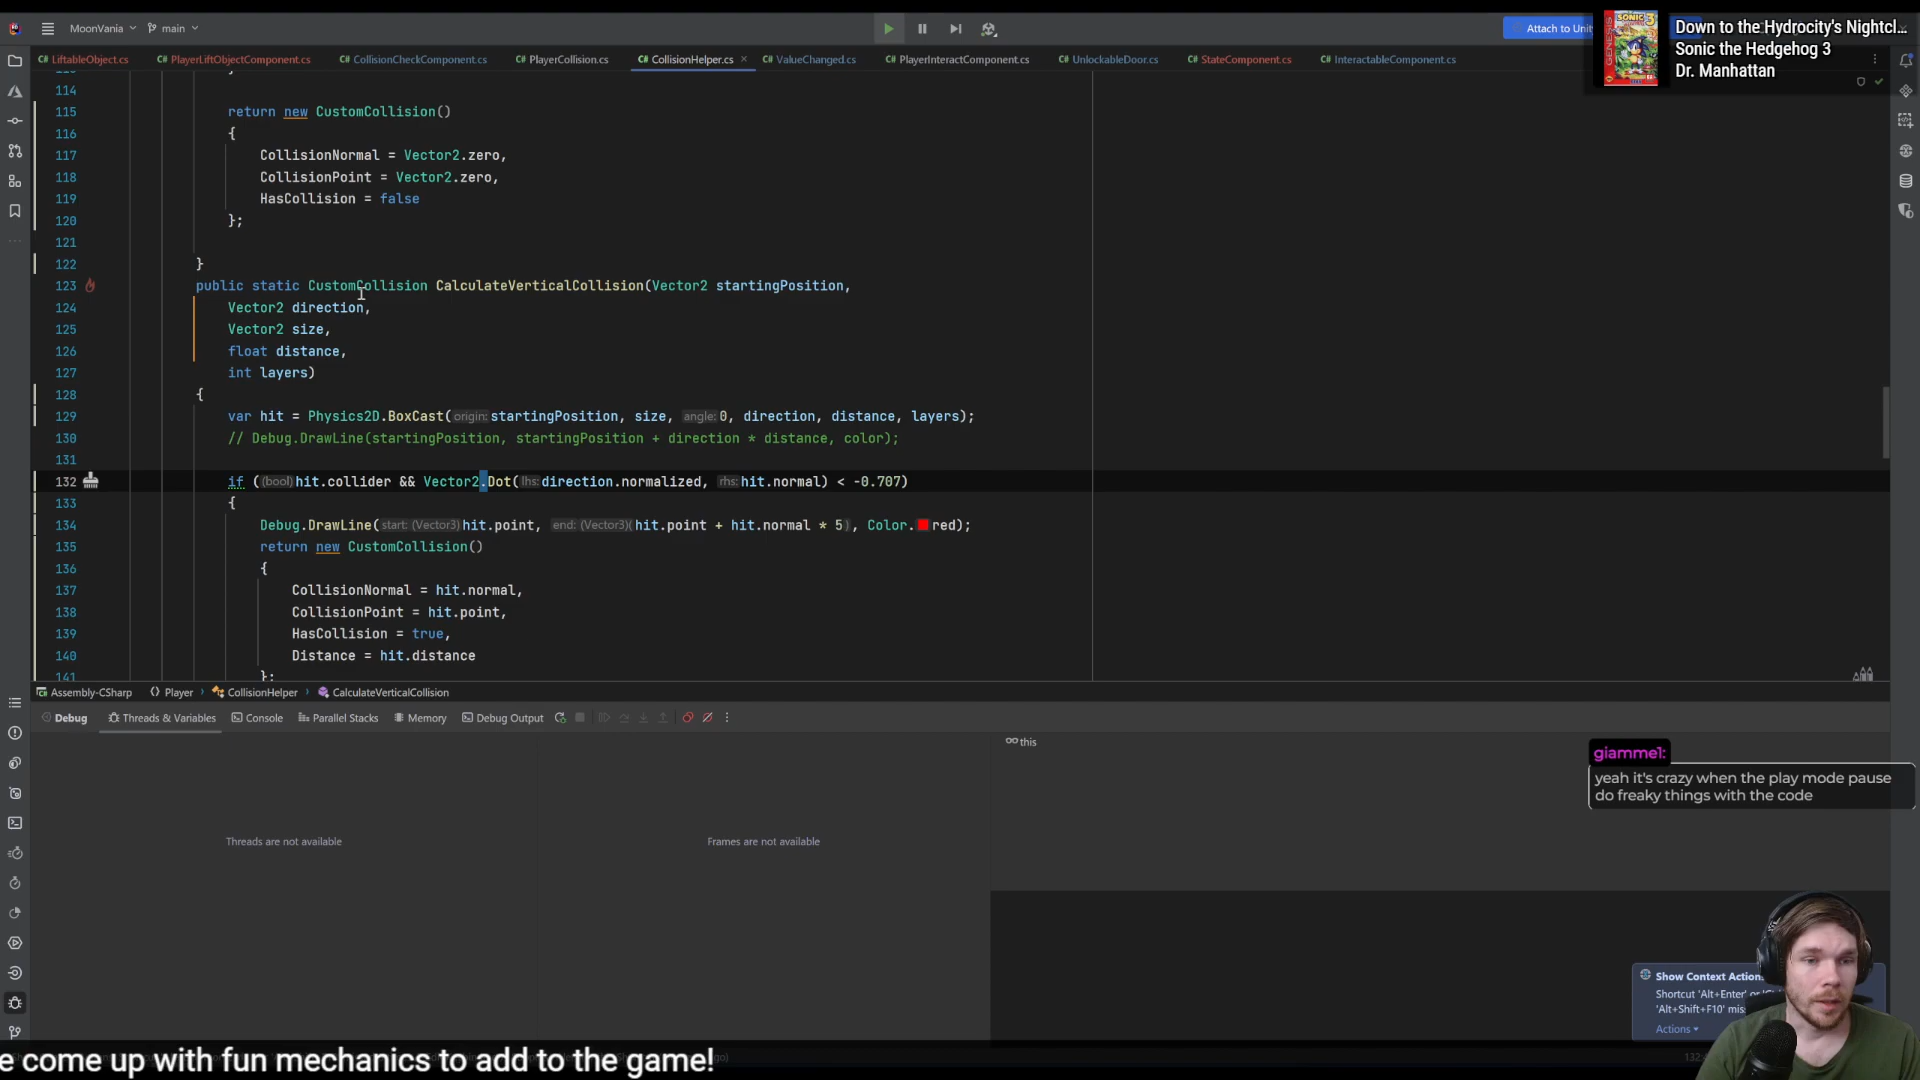 MoonVania
main
Attach to Unit
Down to the Hydrocity's Nightcl...
Sonic the Hedgehog 3
Dr. Manhattan
C# LiftableObject.cs
C# PlayerLiftObjectComponent.cs
C# CollisionCheckComponent.cs
C# PlayerCollision.cs
C# CollisionHelper.cs
C# ValueChanged.cs
C# PlayerInteractComponent.cs
C# UnlockableDoor.cs
C# StateComponent.cs
C# InteractableComponent.cs
114
115 return new CustomCollision()
116 {
117 CollisionNormal = Vector2.zero,
118 CollisionPoint = Vector2.zero,
119 HasCollision = false
120 };
121
122 }
123 public static CustomCollision CalculateVerticalCollision(Vector2 startingPosition,
124 Vector2 direction,
125 Vector2 size,
126 float distance,
127 int layers)
128 {
129 var hit = Physics2D.BoxCast(origin: startingPosition, size, angle: 0, direction, distance, layers);
130 // Debug.DrawLine(startingPosition, startingPosition + direction * distance, color);
131
132 if ((bool)hit.collider && Vector2.Dot(lhs: direction.normalized, rhs: hit.normal) < -0.707)
133 {
134 Debug.DrawLine(start: (Vector3)hit.point, end: (Vector3)(hit.point + hit.normal * 5), Color.red);
135 return new CustomCollision()
136 {
137 CollisionNormal = hit.normal,
138 CollisionPoint = hit.point,
139 HasCollision = true,
140 Distance = hit.distance
141 };
Assembly-CSharp
Player
CollisionHelper
CalculateVerticalCollision
Debug
Threads & Variables
Console
Parallel Stacks
Memory
Debug Output
this
Threads are not available
Frames are not available
giamme1:
yeah it's crazy when the play mode pause
do freaky things with the code
Show Context Action
Shortcut 'Alt+Enter' or
'Alt+Shift+F10'
Actions
e come up with fun mechanics to add to the game!